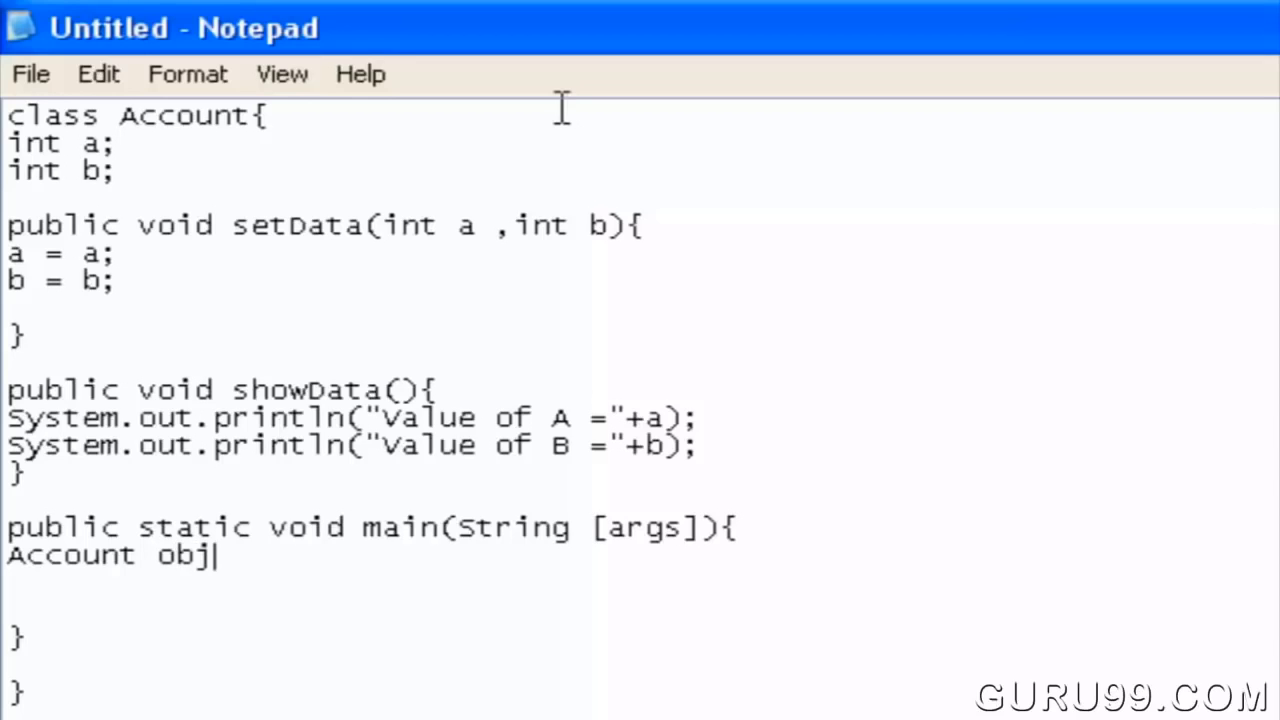 Untitled - Notepad
File Edit Format View Help
class Account{
int a;
int b;
public void setData(int a ,int b){
a = a;
b = b;
}
public void showData(){
System.out.println("Value of A ="+a);
System.out.println("Value of B ="+b);
}
public static void main(String [args]){
Account obj
}
}
GURU99.COM